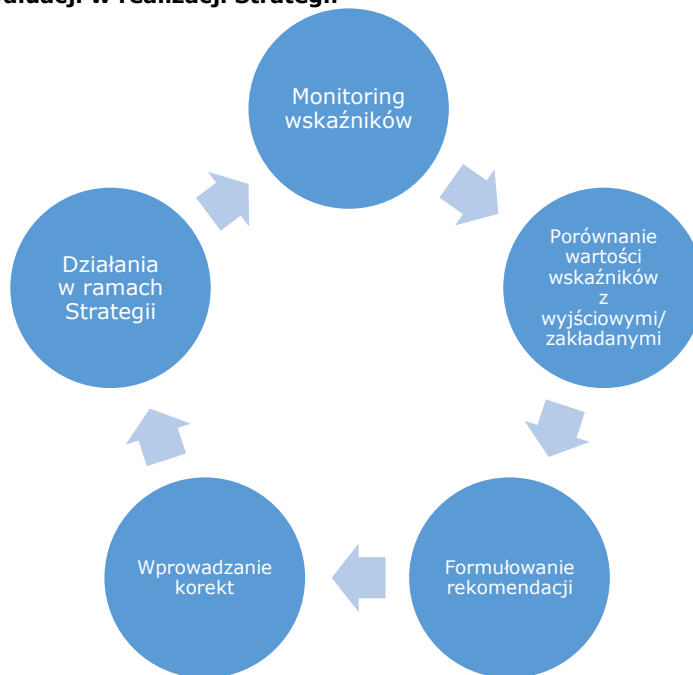 w realizacji Strategii
Monitoring
wskaźników
Porównanie
wartości
wskaźników
z
wyjściowymi/
zakładanymi
Działania
w ramach
Strategii
Wprowadzanie
korekt
Formułowanie
rekomendacji